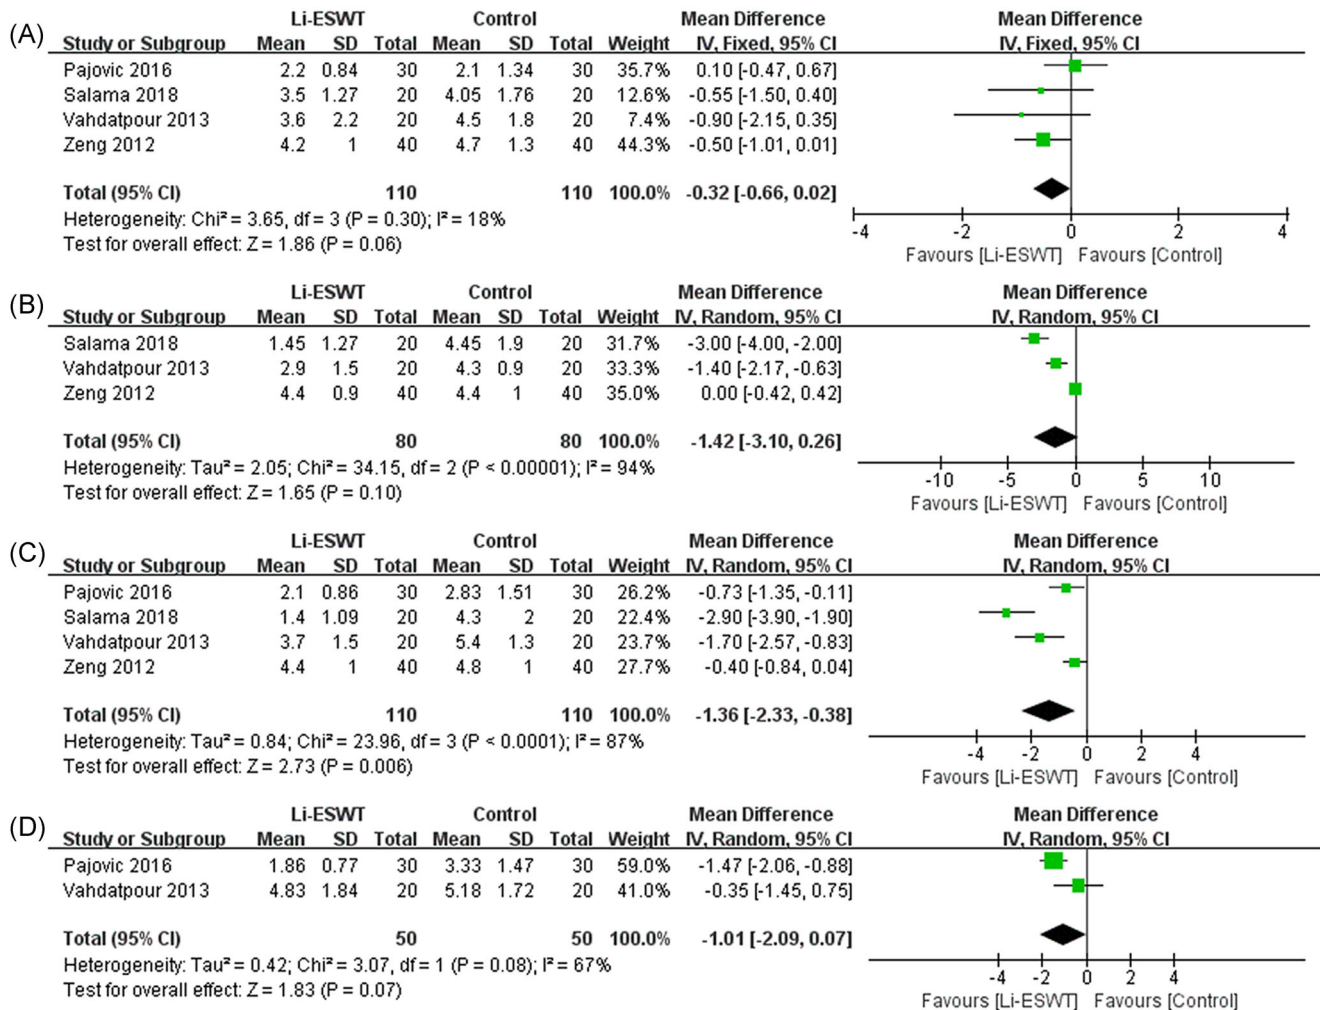 (A)
Li-ESWT Control Mean Difference Mean Difference
Study or Subgroup Mean SD Total Mean SD Total Weight IV, Fixed, 95% CI IV, Fixed, 95% CI
Pajovic 2016 2.2 0.84 30 2.1 1.34 30 35.7% 0.10 [-0.47, 0.67]
Salama 2018 3.5 1.27 20 4.05 1.76 20 12.6% -0.55 [-1.50, 0.40]
Vahdatpour 2013 3.6 2.2 20 4.5 1.8 20 7.4% -0.90 [-2.15, 0.35]
Zeng 2012 4.2 1 40 4.7 1.3 40 44.3% -0.50 [-1.01, 0.01]
Total (95% CI) 110 110 100.0% -0.32 [-0.66, 0.02]
Heterogeneity: Chi² = 3.65, df = 3 (P = 0.30); I² = 18%
Test for overall effect: Z = 1.86 (P = 0.06)
-4 -2 0 2 4
Favours [Li-ESWT] Favours [Control]
(B)
Li-ESWT Control Mean Difference Mean Difference
Study or Subgroup Mean SD Total Mean SD Total Weight IV, Random, 95% CI IV, Random, 95% CI
Salama 2018 1.45 1.27 20 4.45 1.9 20 31.7% -3.00 [-4.00, -2.00]
Vahdatpour 2013 2.9 1.5 20 4.3 0.9 20 33.3% -1.40 [-2.17, -0.63]
Zeng 2012 4.4 0.9 40 4.4 1 40 35.0% 0.00 [-0.42, 0.42]
Total (95% CI) 80 80 100.0% -1.42 [-3.10, 0.26]
Heterogeneity: Tau² = 2.05; Chi² = 34.15, df = 2 (P < 0.00001); I² = 94%
Test for overall effect: Z = 1.65 (P = 0.10)
-10 -5 0 5 10
Favours [Li-ESWT] Favours [Control]
(C)
Li-ESWT Control Mean Difference Mean Difference
Study or Subgroup Mean SD Total Mean SD Total Weight IV, Random, 95% CI IV, Random, 95% CI
Pajovic 2016 2.1 0.86 30 2.83 1.51 30 26.2% -0.73 [-1.35, -0.11]
Salama 2018 1.4 1.09 20 4.3 2 20 22.4% -2.90 [-3.90, -1.90]
Vahdatpour 2013 3.7 1.5 20 5.4 1.3 20 23.7% -1.70 [-2.57, -0.83]
Zeng 2012 4.4 1 40 4.8 1 40 27.7% -0.40 [-0.84, 0.04]
Total (95% CI) 110 110 100.0% -1.36 [-2.33, -0.38]
Heterogeneity: Tau² = 0.84; Chi² = 23.96, df = 3 (P < 0.0001); I² = 87%
Test for overall effect: Z = 2.73 (P = 0.006)
-4 -2 0 2 4
Favours [Li-ESWT] Favours [Control]
(D)
Li-ESWT Control Mean Difference Mean Difference
Study or Subgroup Mean SD Total Mean SD Total Weight IV, Random, 95% CI IV, Random, 95% CI
Pajovic 2016 1.86 0.77 30 3.33 1.47 30 59.0% -1.47 [-2.06, -0.88]
Vahdatpour 2013 4.83 1.84 20 5.18 1.72 20 41.0% -0.35 [-1.45, 0.75]
Total (95% CI) 50 50 100.0% -1.01 [-2.09, 0.07]
Heterogeneity: Tau² = 0.42; Chi² = 3.07, df = 1 (P = 0.08); I² = 67%
Test for overall effect: Z = 1.83 (P = 0.07)
-4 -2 0 2 4
Favours [Li-ESWT] Favours [Control]